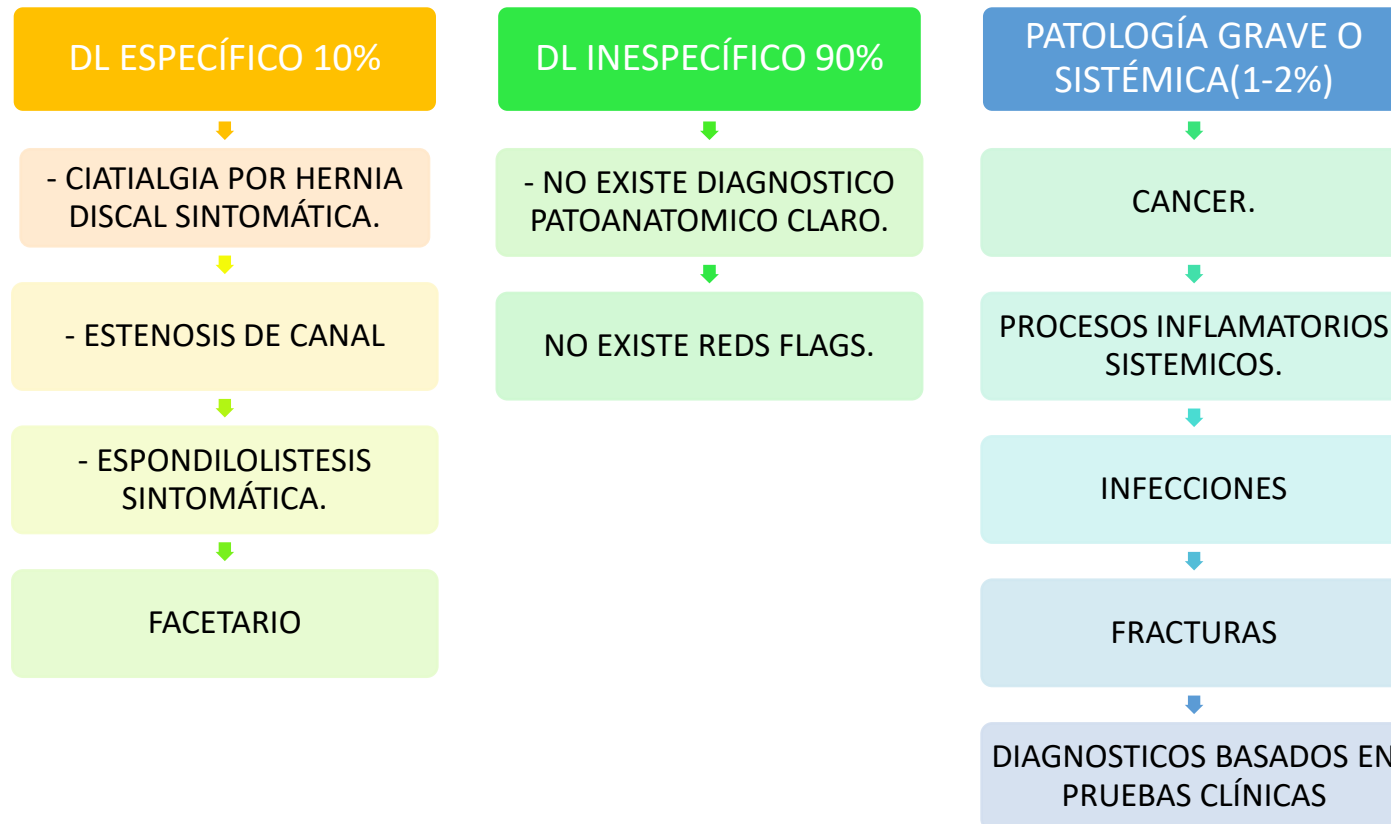 DL ESPECÍFICO 10%
- CIATIALGIA POR HERNIA
DISCAL SINTOMÁTICA.
- ESTENOSIS DE CANAL
- ESPONDILOLISTESIS
SINTOMÁTICA.
FACETARIO
DL INESPECÍFICO 90%
- NO EXISTE DIAGNOSTICO
PATOANATOMICO CLARO.
NO EXISTE REDS FLAGS.
PATOLOGÍA GRAVE O
SISTÉMICA(1-2%)
CANCER.
PROCESOS INFLAMATORIOS
SISTEMICOS.
INFECCIONES
FRACTURAS
DIAGNOSTICOS BASADOS EN
PRUEBAS CLÍNICAS